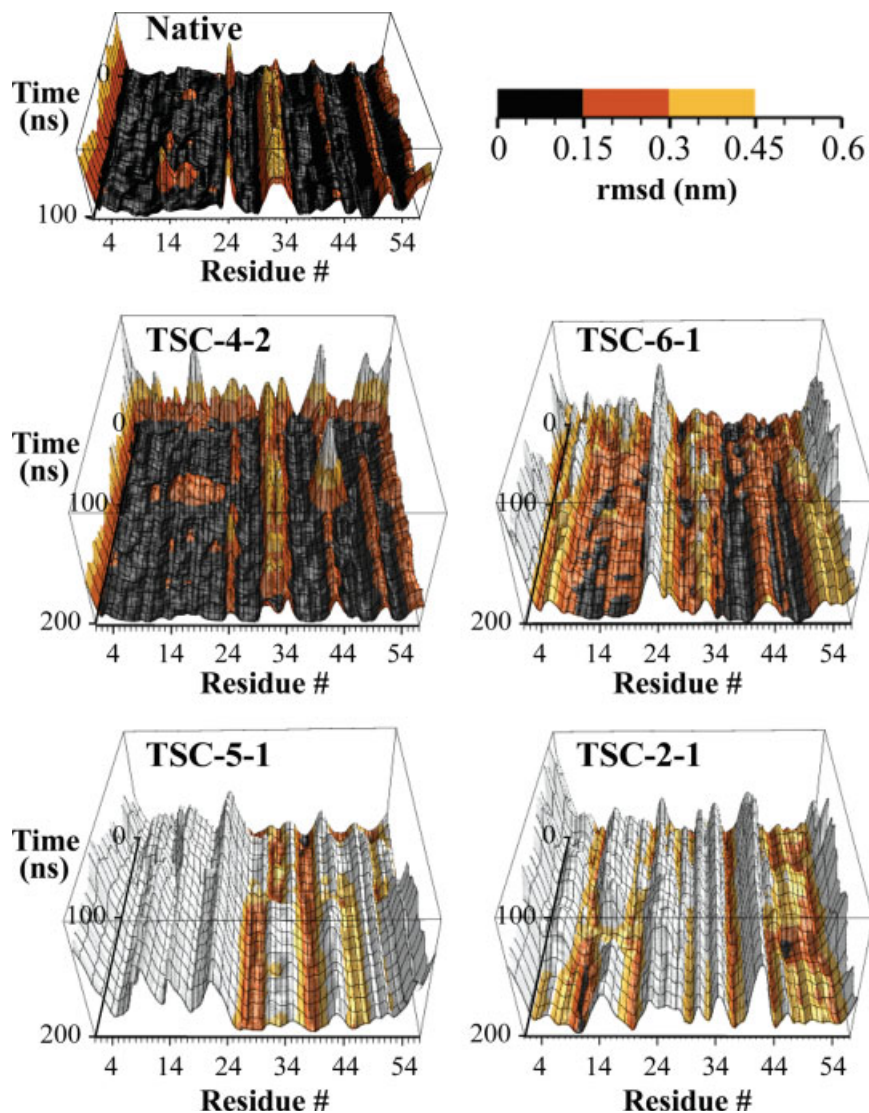 Native
0
Time
(ns)
100
4 14 24 34 44 54
Residue #
0 0.15 0.3 0.45 0.6
rmsd (nm)
TSC-4-2
0
Time
(ns)
100
200
4 14 24 34 44 54
Residue #
TSC-6-1
0
100
200
4 14 24 34 44 54
Residue #
TSC-5-1
0
Time
(ns)
100
200
4 14 24 34 44 54
Residue #
TSC-2-1
0
100
200
4 14 24 34 44 54
Residue #